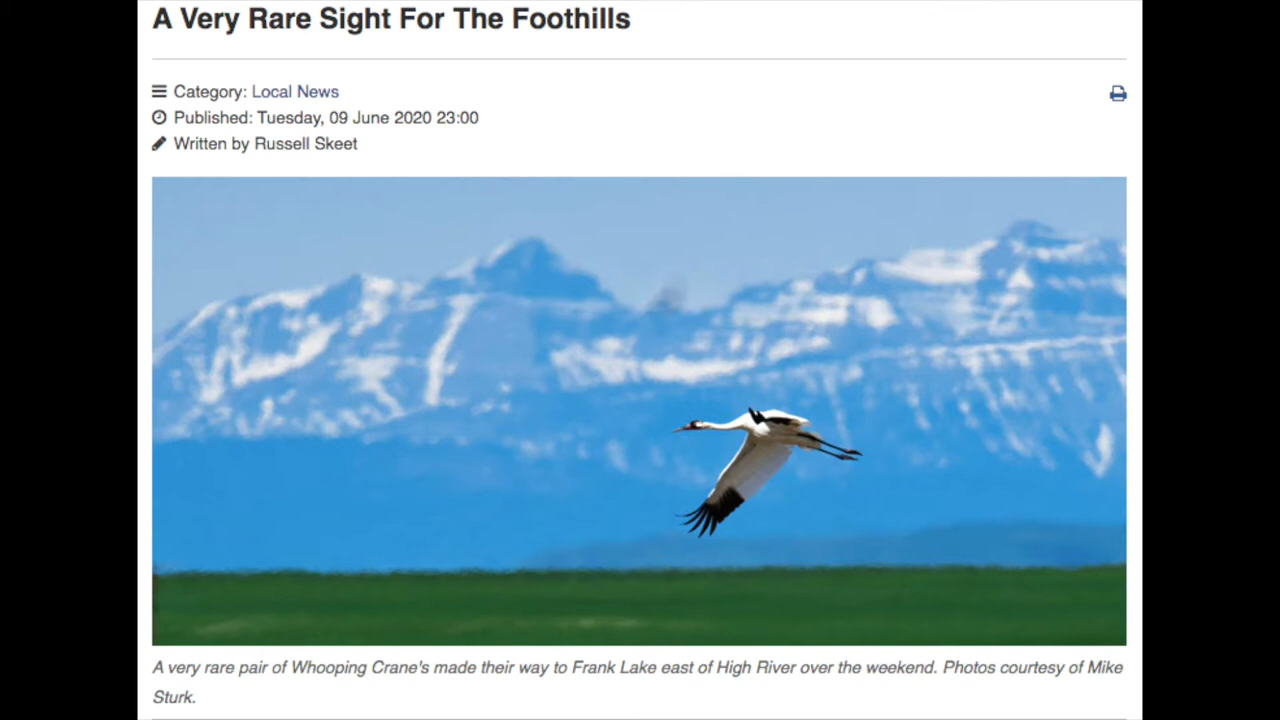 A Very Rare Sight For The Foothills
Category: Local News
Published: Tuesday, 09 June 2020 23:00
Written by Russell Skeet
A very rare pair of Whooping Crane's made their way to Frank Lake east of High River over the weekend. Photos courtesy of Mike
Sturk.